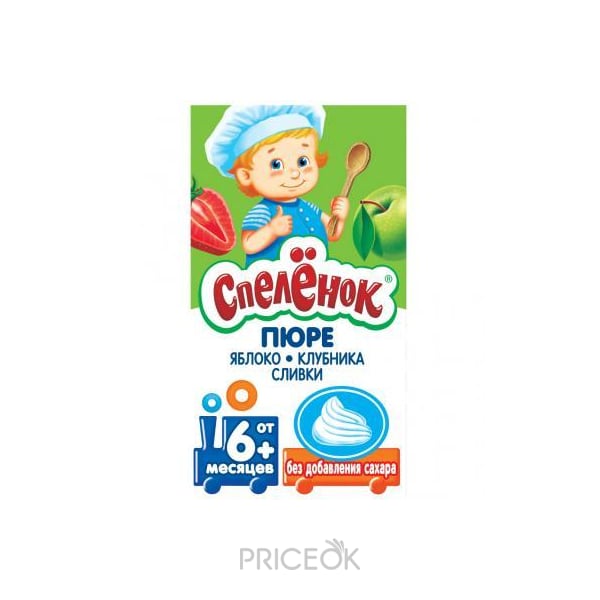 Спелёнок®
ПЮРЕ
ЯБЛОКО • КЛУБНИКА
СЛИВКИ
от
6+
месяцев
без добавления сахара
PRICEOK